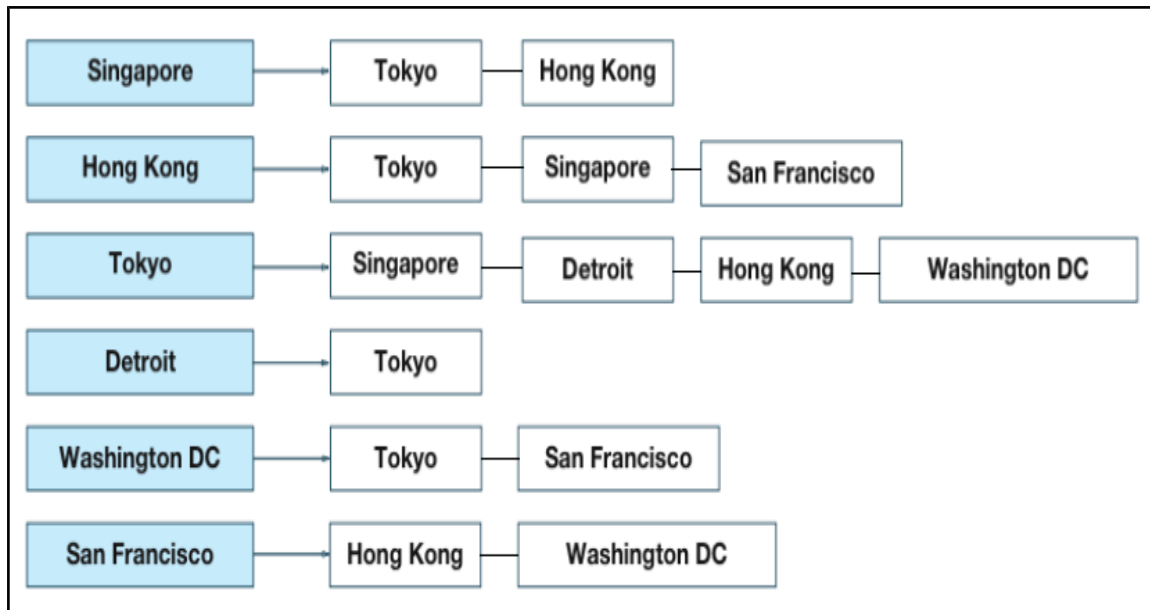 Singapore Tokyo Hong Kong
Hong Kong Tokyo Singapore San Francisco
Tokyo Singapore Detroit Hong Kong Washington DC
Detroit Tokyo
Washington DC Tokyo San Francisco
San Francisco Hong Kong Washington DC